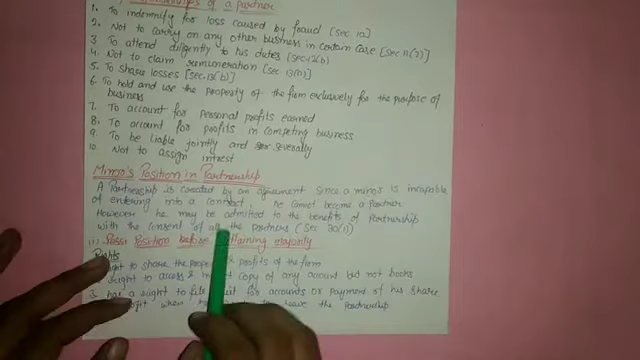 of a partner
1. To indemnify for loss caused by fraud [Sec 10]
2. Not to carry on any other business in certain case [Sec 11(2)]
3 To attend diligently to his duties [Sec 12(b)
4. Not to claim remuneration [Sec 13(a)]
5. To share losses [Sec 13(b)]
6. To hold and use the property of the firm exclusively for the purpose of
business
7. To account for personal profits earned
8. To account for profits in competing business
9. To be liable jointly and severally
10. Not to assign intrest
Minor's Position in Partnership
A Partnership is created by an agreement Since a minor is incapable
of endering into a contract, he cannot become a partner
However he may be admitted to the benefits of Partnership
with the consent of all the partners (Sec 30(1))
(i) Position before attaining majority
Rights
to share the & profits of the firm
Right to access & copy of any account but not books
3. has a right to for accounts or payment of his share
profit when leave the Partnership